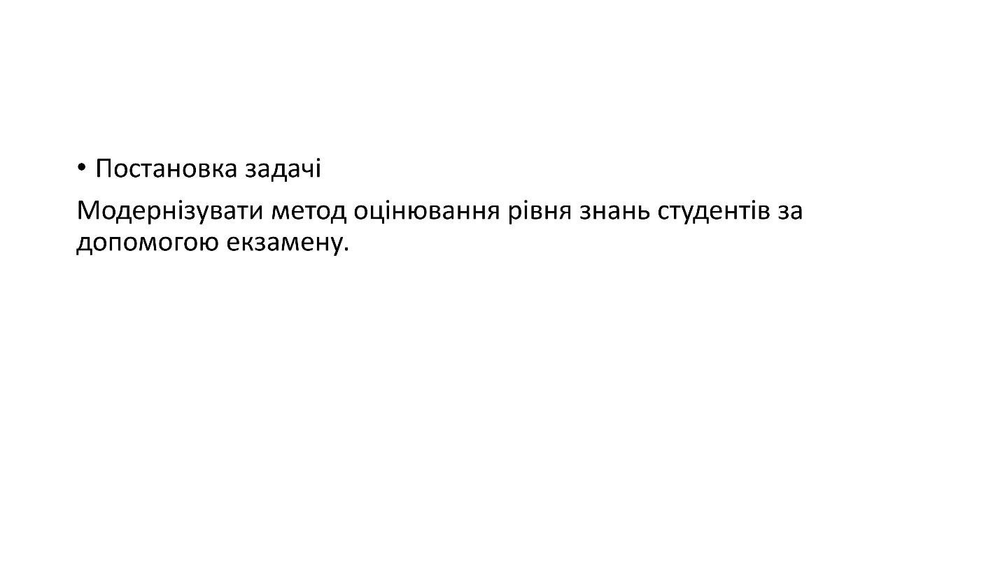 • Постановка задачі
Модернізувати метод оцінювання рівня знань студентів за
допомогою екзамену.